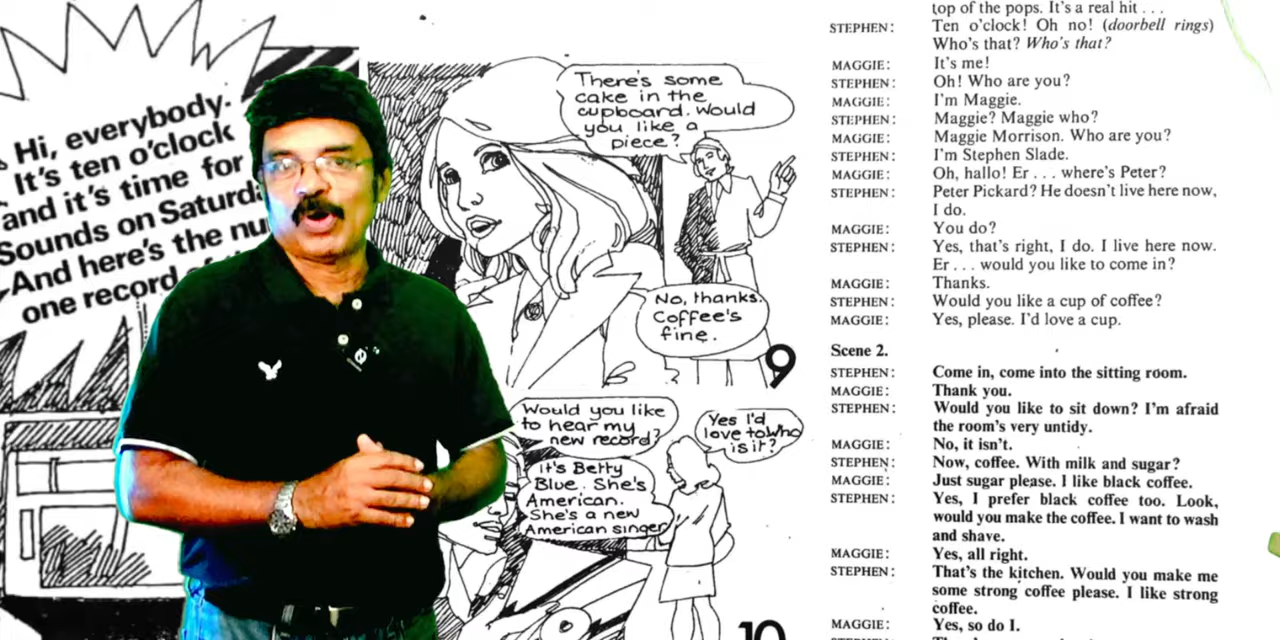 Hi, everybody.
It's ten o'clock
and it's time for
Sounds on
And here's the
one record
There's some
cake in the
cupboard. Would
you like a
piece?
No, thanks.
Coffee's
fine.
9
Would you like
to hear my
new record?
Yes I'd
love to Who
is it?
It's Betty
Blue. She's
American.
She's a new
American singer
10
top of the pops. It's a real hit . . .
STEPHEN: Ten o'clock! Oh no! (doorbell rings)
Who's that? Who's that?
MAGGIE: It's me!
STEPHEN: Oh! Who are you?
MAGGIE: I'm Maggie.
STEPHEN: Maggie? Maggie who?
MAGGIE: Maggie Morrison. Who are you?
STEPHEN: I'm Stephen Slade.
MAGGIE: Oh, hallo! Er . . . where's Peter?
STEPHEN: Peter Pickard? He doesn't live here now,
I do.
MAGGIE: You do?
STEPHEN: Yes, that's right, I do. I live here now.
Er . . . would you like to come in?
MAGGIE: Thanks.
STEPHEN: Would you like a cup of coffee?
MAGGIE: Yes, please. I'd love a cup.
Scene 2.
STEPHEN: Come in, come into the sitting room.
MAGGIE: Thank you.
STEPHEN: Would you like to sit down? I'm afraid
the room's very untidy.
MAGGIE: No, it isn't.
STEPHEN: Now, coffee. With milk and sugar?
MAGGIE: Just sugar please. I like black coffee.
STEPHEN: Yes, I prefer black coffee too. Look,
would you make the coffee. I want to wash
and shave.
MAGGIE: Yes, all right.
STEPHEN: That's the kitchen. Would you make me
some strong coffee please. I like strong
coffee.
MAGGIE: Yes, so do I.